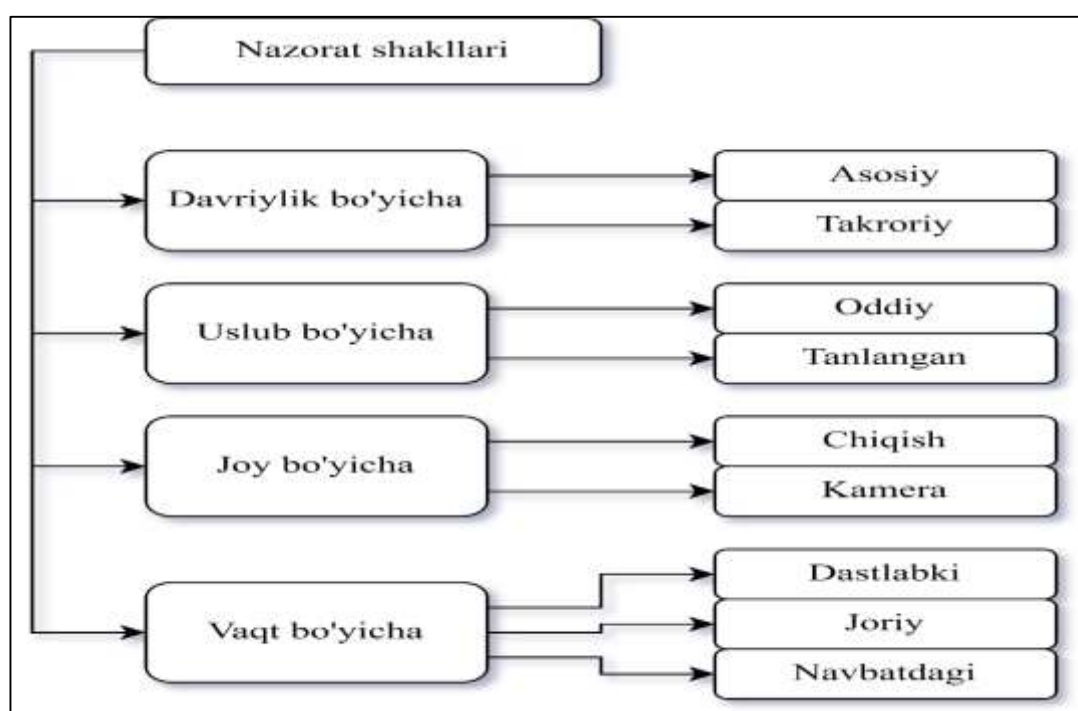 Nazorat shakllari
Davriylik bo'yicha
Asosiy
Takroriy
Uslub bo'yicha
Oddiy
Tanlangan
Joy bo'yicha
Chiqish
Kamera
Vaqt bo'yicha
Dastlabki
Joriy
Navbatdagi